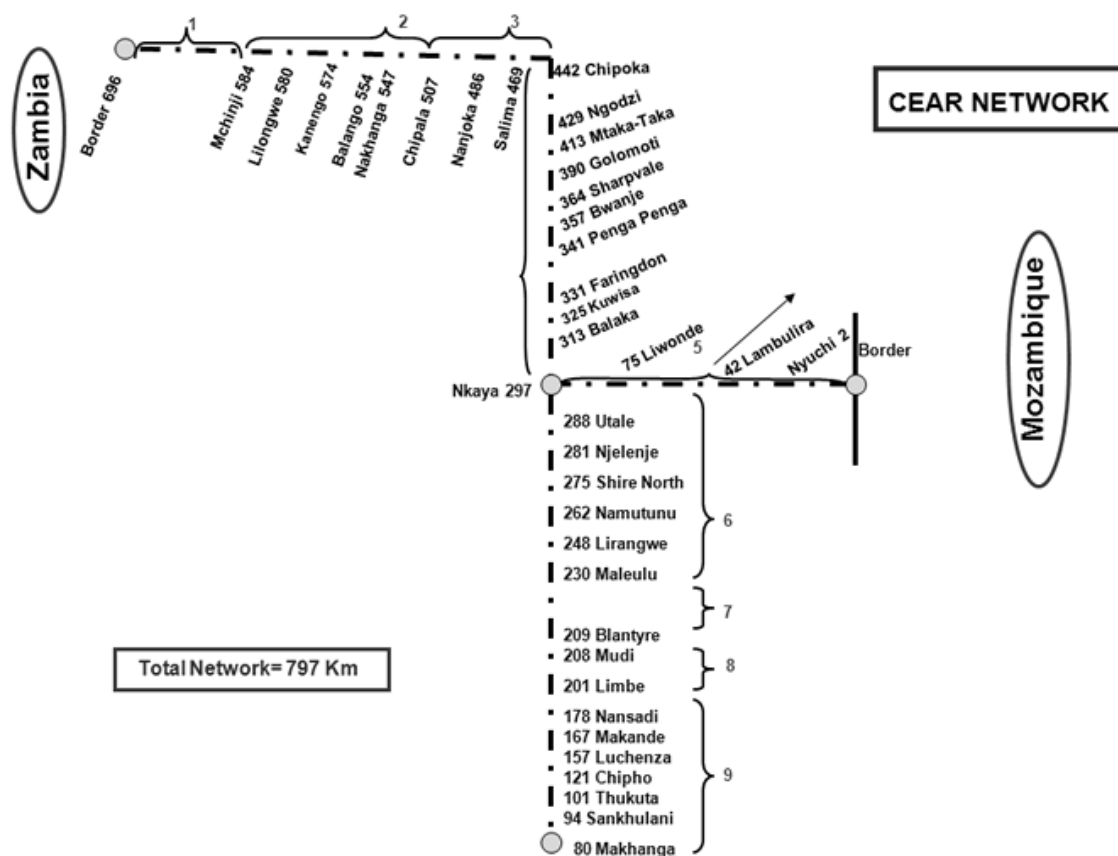 1
2
3
Zambia
Border 696
Mchinji 584
Lilongwe 580
Kanengo 574
Balango 554
Nakhanga 547
Chipala 507
Nanjoka 486
Salima 469
442 Chipoka
CEAR NETWORK
429 Ngodzi
413 Mtaka-Taka
390 Golomoti
364 Sharpvale
357 Bwanje
341 Penga Penga
331 Faringdon
325 Kuwisa
313 Balaka
Mozambique
75 Liwonde
5
42 Lambulira
Nyuchi 2
Border
Nkaya 297
288 Utale
281 Njelenje
275 Shire North
262 Namutunu
6
248 Lirangwe
230 Maleulu
7
209 Blantyre
208 Mudi
8
201 Limbe
Total Network= 797 Km
178 Nansadi
167 Makande
157 Luchenza
121 Chipho
9
101 Thukuta
94 Sankhulani
80 Makhanga